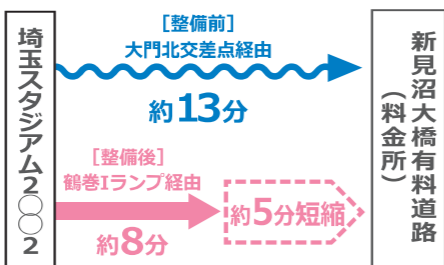 埼玉スタジアム2〇〇2
［整備前］
大門北交差点経由
約13分
［整備後］
鶴巻Iランプ経由
約8分
約5分短縮
新見沼大橋有料道路
（料金所）